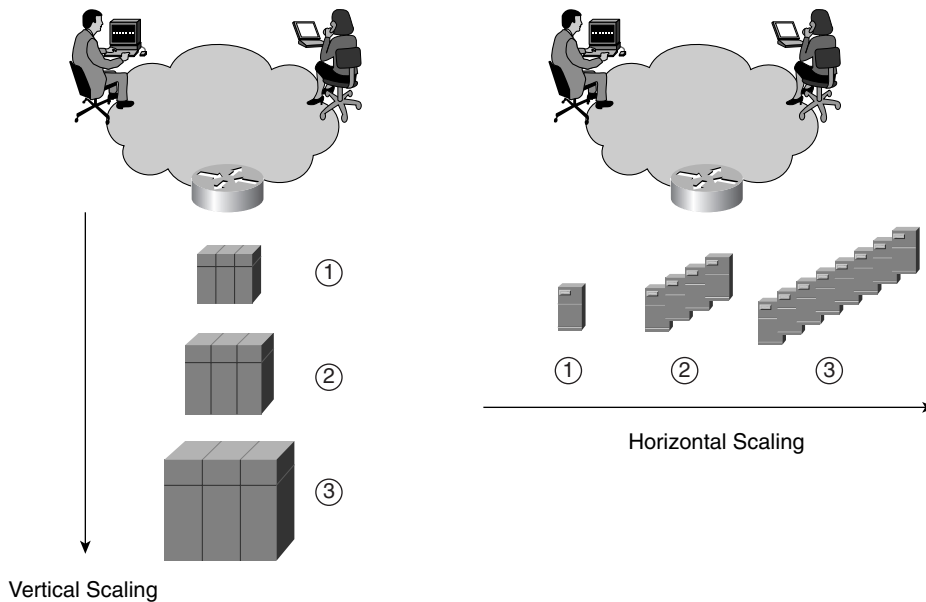 ①
②
③
Vertical Scaling
① ② ③
Horizontal Scaling